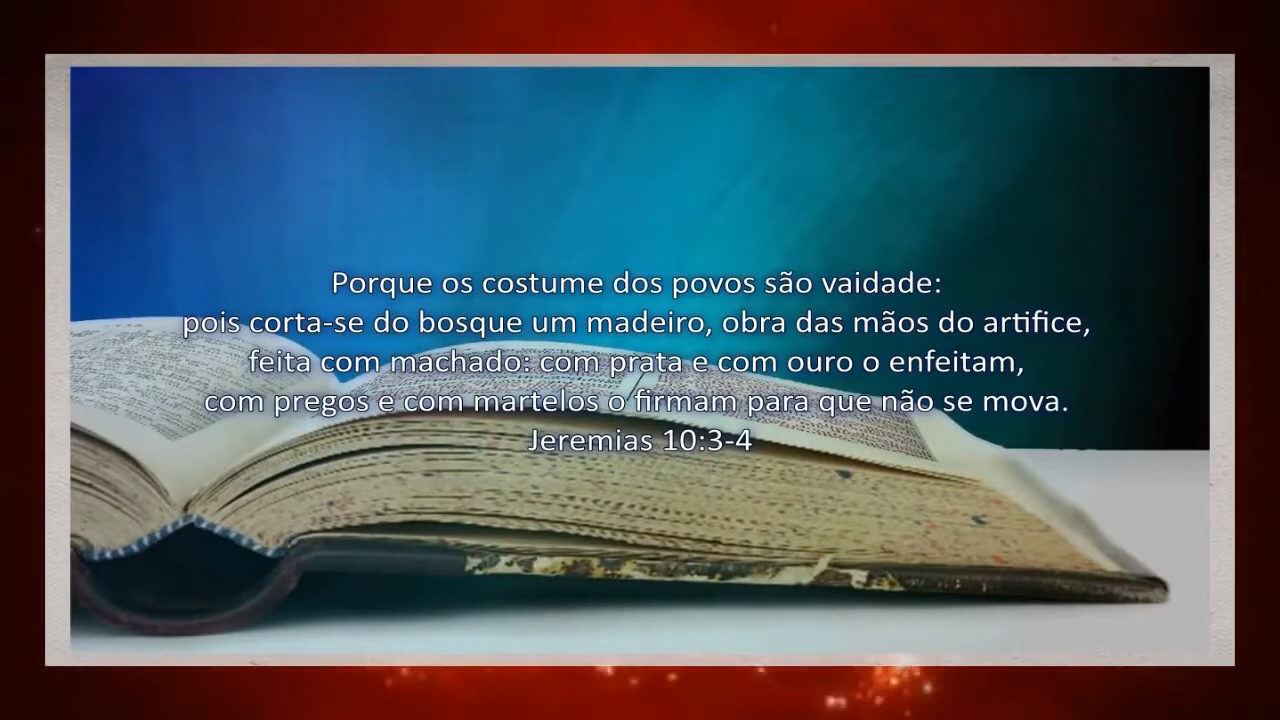 Porque os costume dos povos são vaidade:
pois corta-se do bosque um madeiro, obra das mãos do artifice,
feita com machado: com prata e com ouro o enfeitam,
com pregos e com martelos o firmam para que não se mova.
Jeremias 10:3-4